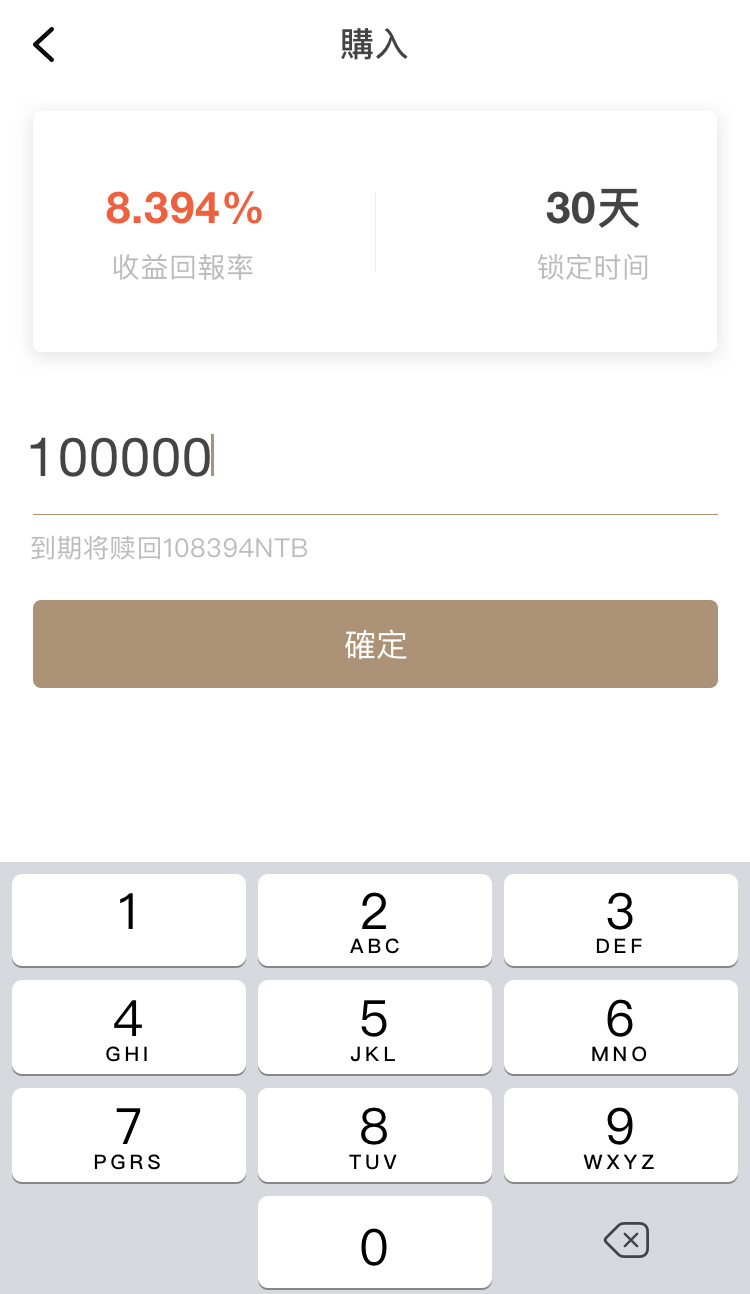 購入
8.394% 30天
收益回報率 锁定时间
100000
到期将赎回108394NTB
確定
1 2 3
ABC DEF
4 5 6
GHI JKL MNO
7 8 9
PGRS TUV WXYZ
0